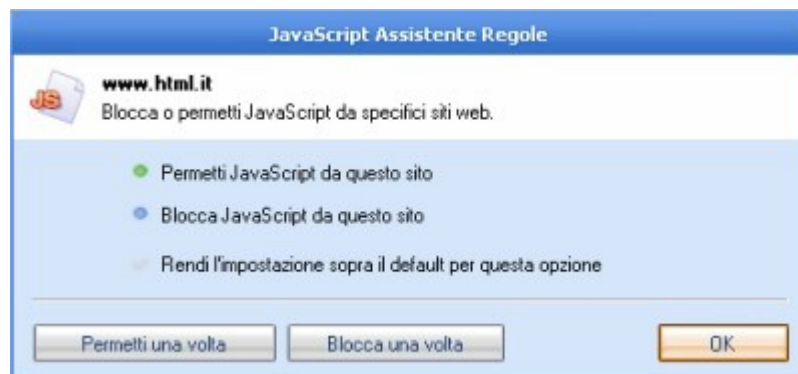 JavaScript Assistente Regole
JS
www.html.it
Blocca o permetti JavaScript da specifici siti web.
Permetti JavaScript da questo sito
Blocca JavaScript da questo sito
Rendi l'impostazione sopra il default per questa opzione
Permetti una volta
Blocca una volta
OK